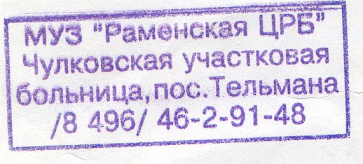 МУЗ "Раменская ЦРБ"
Чулковская участковая
больница, пос. Тельмана
/8 496/ 46-2-91-48